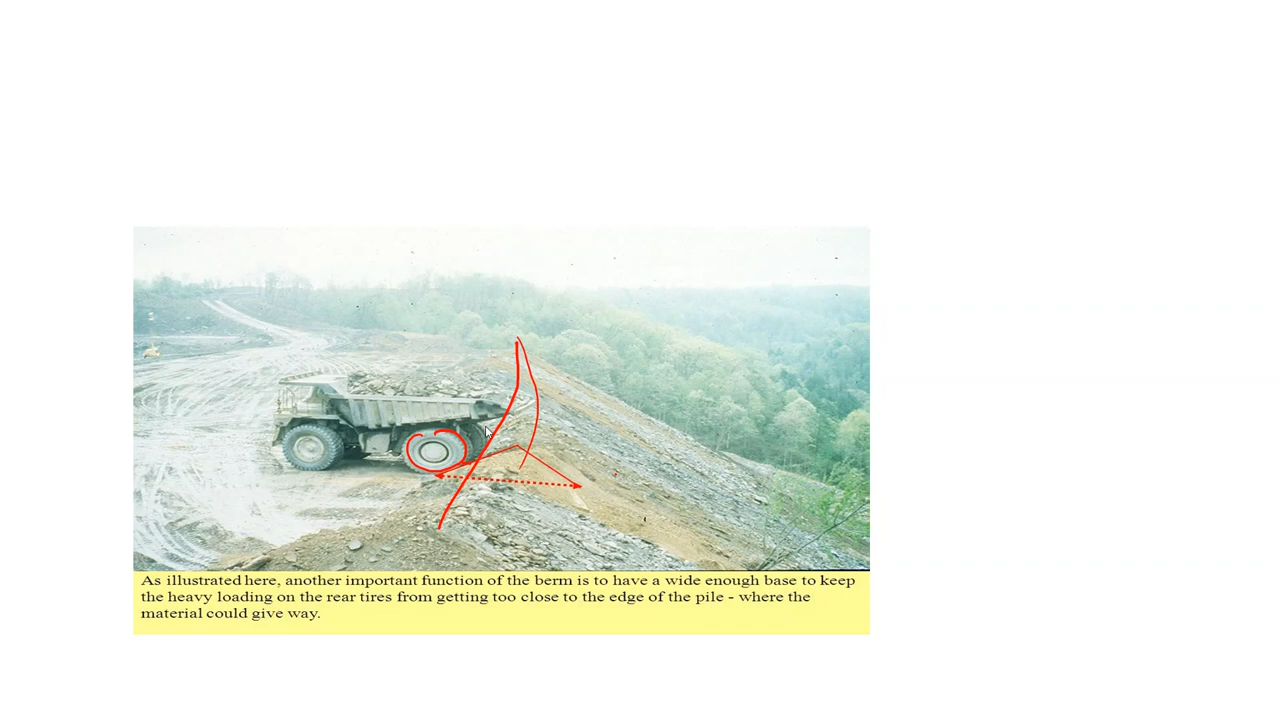 As illustrated here, another important function of the berm is to have a wide enough base to keep
the heavy loading on the rear tires from getting too close to the edge of the pile - where the
material could give way.